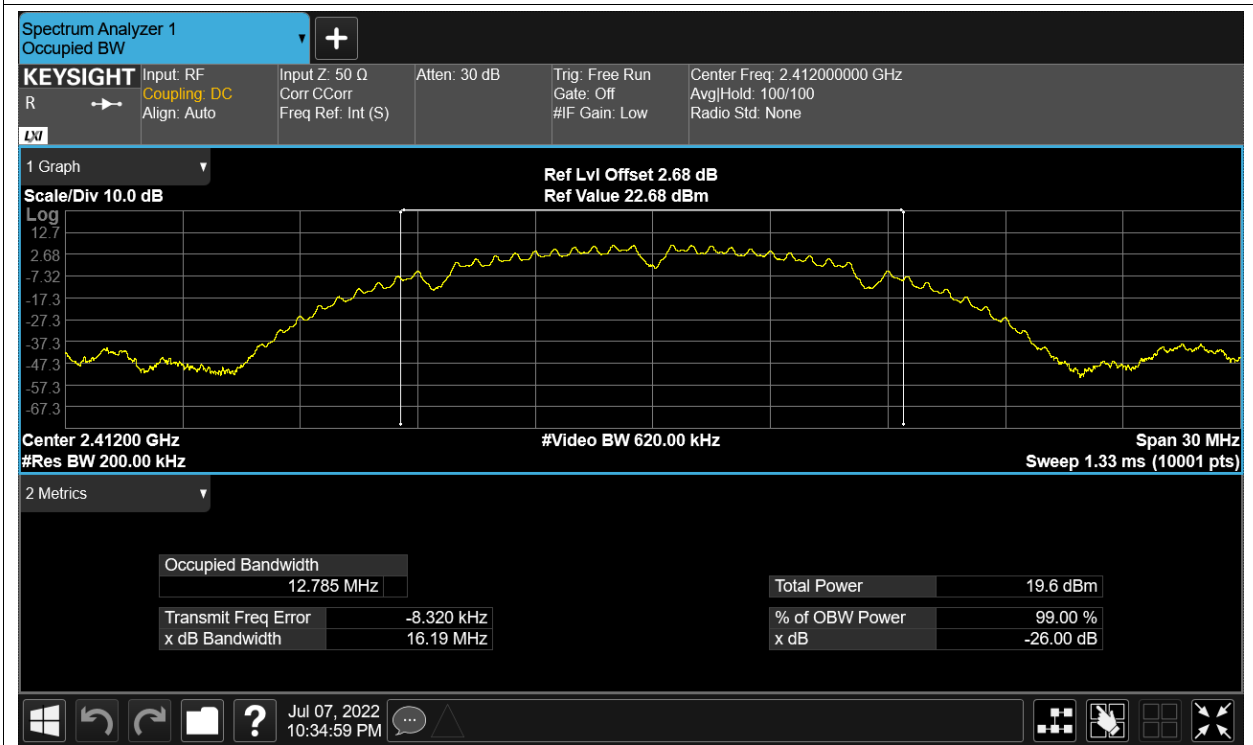 Spectrum Analyzer 1
Occupied BW
KEYSIGHT
R
LXI
Input: RF
Coupling: DC
Align: Auto
Input Z: 50 Ω
Corr CCorr
Freq Ref: Int (S)
Atten: 30 dB
Trig: Free Run
Gate: Off
#IF Gain: Low
Center Freq: 2.412000000 GHz
Avg|Hold: 100/100
Radio Std: None
1 Graph
Scale/Div 10.0 dB
Ref Lvl Offset 2.68 dB
Ref Value 22.68 dBm
Log
12.7
2.68
-7.32
-17.3
-27.3
-37.3
-47.3
-57.3
-67.3
Center 2.41200 GHz
#Video BW 620.00 kHz
Span 30 MHz
#Res BW 200.00 kHz
Sweep 1.33 ms (10001 pts)
2 Metrics
Occupied Bandwidth
12.785 MHz
Total Power 19.6 dBm
Transmit Freq Error -8.320 kHz
% of OBW Power 99.00 %
x dB Bandwidth 16.19 MHz
x dB -26.00 dB
?
Jul 07, 2022
10:34:59 PM